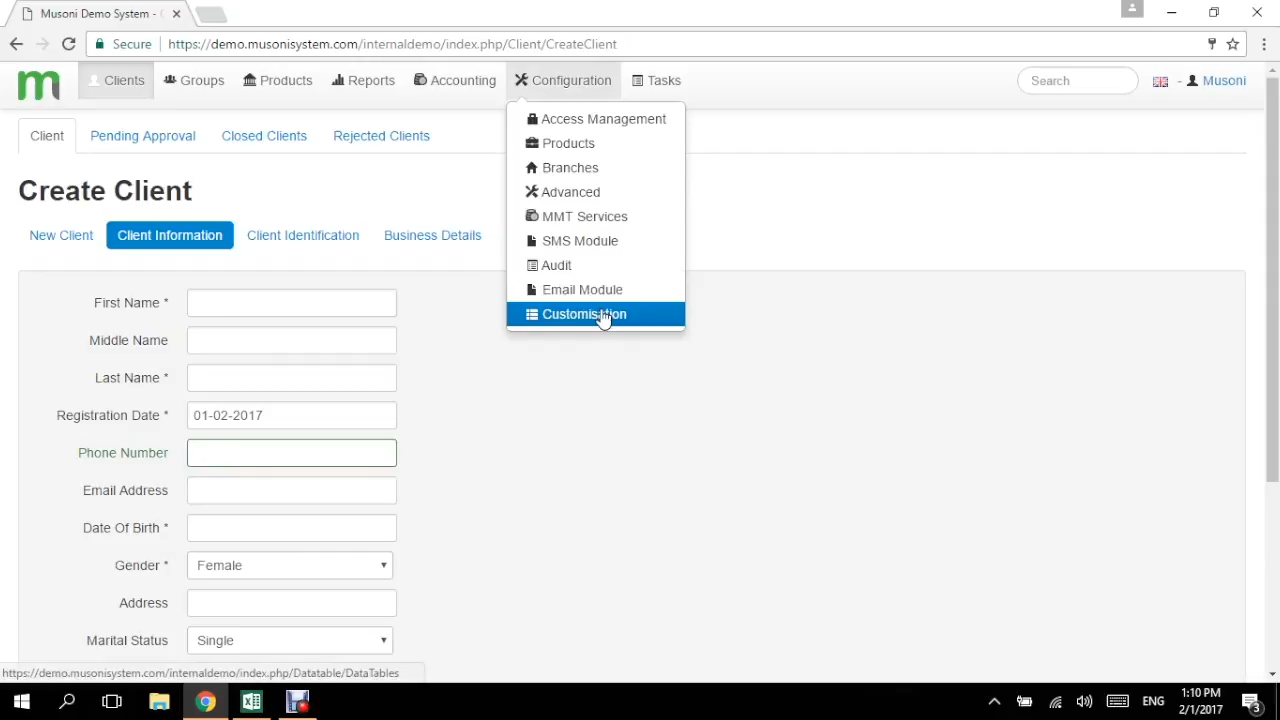 Musoni Demo System - C
Secure https://demo.musonisystem.com/internaldemo/index.php/Client/CreateClient
m Clients Groups Products Reports Accounting Configuration Tasks Search - Musoni
Client Pending Approval Closed Clients Rejected Clients
Access Management
Products
Branches
Advanced
MMT Services
SMS Module
Audit
Email Module
Customisation
Create Client
New Client Client Information Client Identification Business Details
First Name *
Middle Name
Last Name *
Registration Date * 01-02-2017
Phone Number
Email Address
Date Of Birth *
Gender * Female
Address
Marital Status Single
https://demo.musonisystem.com/internaldemo/index.php/Datatable/DataTables
ENG 1:10 PM
2/1/2017 3